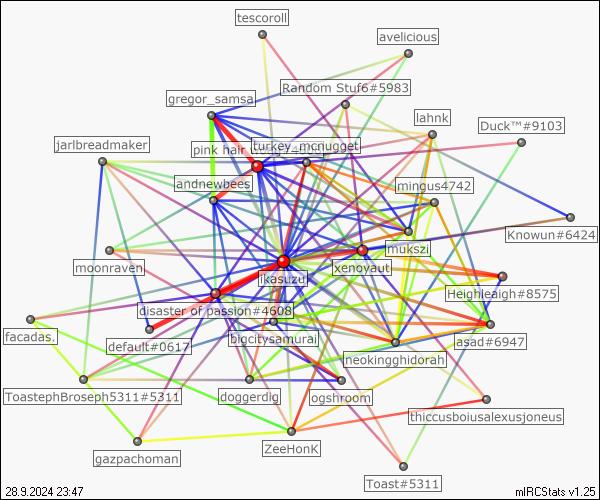 tescoroll
avelicious
Random Stuf6#5983
gregor_samsa
lahnk
Duck™#9103
jarlbreadmaker
pink hair
turkey_mcnugget
andnewbees
mingus4742
Knowun#6424
mukszi
moonraven
xenovaut
ikasuzu
Heighleaigh#8575
disaster of passion#4608
facadas.
default#0617
bigcitysamurai
asad#6947
neokingghidorah
ToastephBroseph5311#5311
doggerdig
ogshroom
thiccusboiusalexusjoneus
ZeeHonK
gazpachoman
Toast#5311
28.9.2024 23:47
mIRCStats v1.25